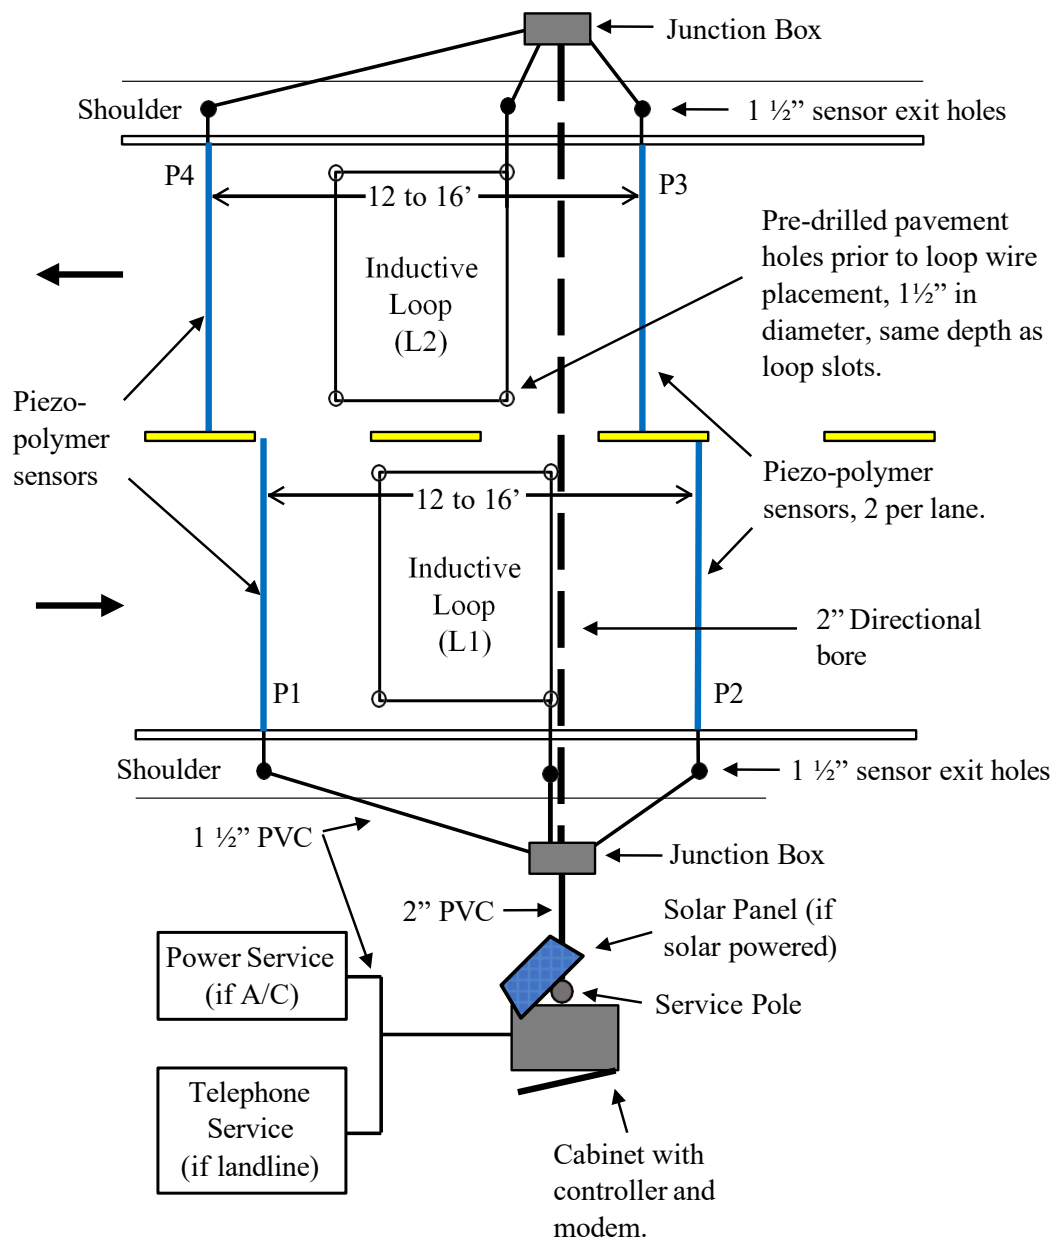 Junction Box
Shoulder
1 ½” sensor exit holes
P4
P3
12 to 16’
Pre-drilled pavement
holes prior to loop wire
placement, 1½” in
diameter, same depth as
loop slots.
Inductive
Loop
(L2)
Piezo-
polymer
sensors
12 to 16’
Piezo-polymer
sensors, 2 per lane.
Inductive
Loop
(L1)
2” Directional
bore
P1
P2
Shoulder
1 ½” sensor exit holes
1 ½” PVC
Junction Box
2” PVC
Solar Panel (if
solar powered)
Power Service
(if A/C)
Service Pole
Telephone
Service
(if landline)
Cabinet with
controller and
modem.